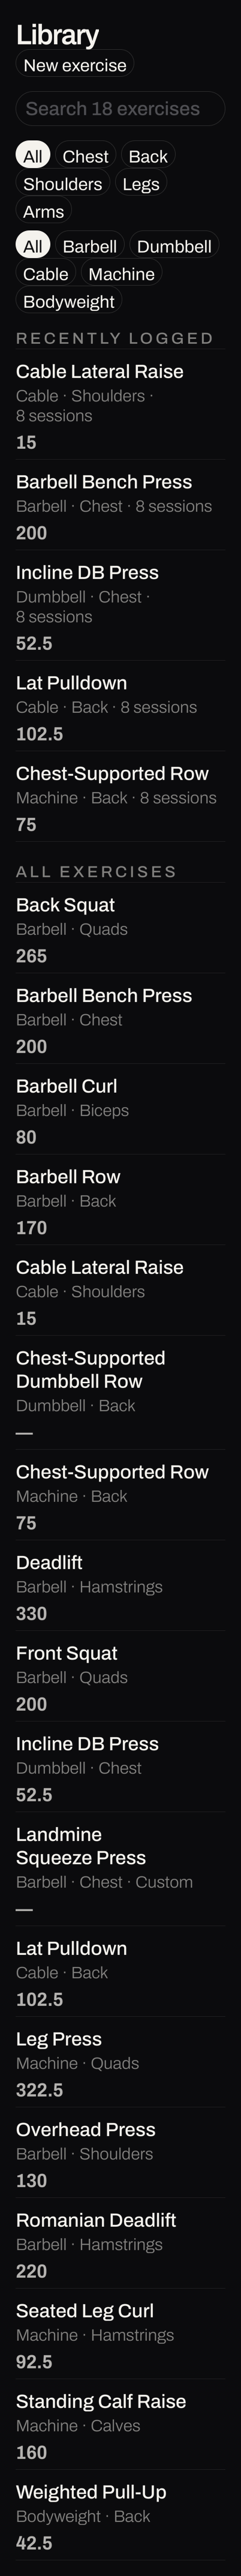 Library
New exercise
Search 18 exercises
All Chest Back
Shoulders Legs
Arms
All Barbell Dumbbell
Cable Machine
Bodyweight
RECENTLY LOGGED
Cable Lateral Raise
Cable · Shoulders ·
8 sessions
15
Barbell Bench Press
Barbell · Chest · 8 sessions
200
Incline DB Press
Dumbbell · Chest ·
8 sessions
52.5
Lat Pulldown
Cable · Back · 8 sessions
102.5
Chest-Supported Row
Machine · Back · 8 sessions
75
ALL EXERCISES
Back Squat
Barbell · Quads
265
Barbell Bench Press
Barbell · Chest
200
Barbell Curl
Barbell · Biceps
80
Barbell Row
Barbell · Back
170
Cable Lateral Raise
Cable · Shoulders
15
Chest-Supported
Dumbbell Row
Dumbbell · Back
—
Chest-Supported Row
Machine · Back
75
Deadlift
Barbell · Hamstrings
330
Front Squat
Barbell · Quads
200
Incline DB Press
Dumbbell · Chest
52.5
Landmine
Squeeze Press
Barbell · Chest · Custom
—
Lat Pulldown
Cable · Back
102.5
Leg Press
Machine · Quads
322.5
Overhead Press
Barbell · Shoulders
130
Romanian Deadlift
Barbell · Hamstrings
220
Seated Leg Curl
Machine · Hamstrings
92.5
Standing Calf Raise
Machine · Calves
160
Weighted Pull-Up
Bodyweight · Back
42.5